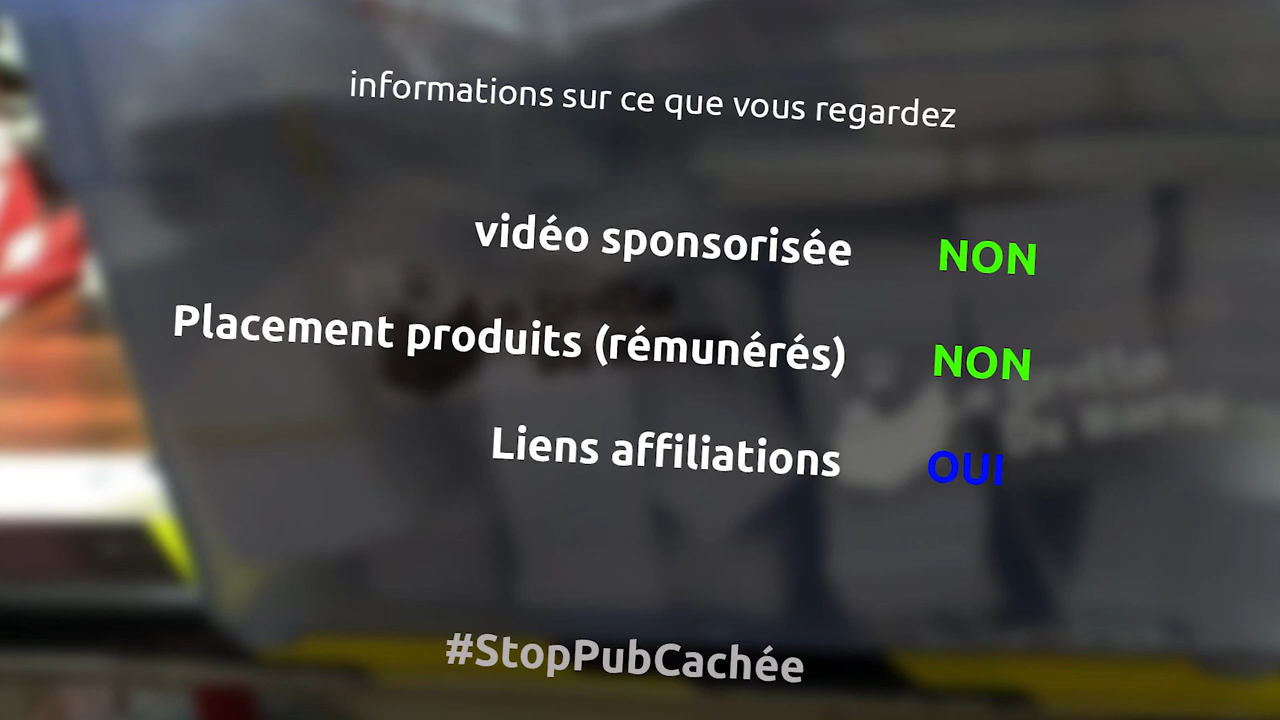 informations sur ce que vous regardez
vidéo sponsorisée NON
Placement produits (rémunérés) NON
Liens affiliations OUI
#StopPubCachée